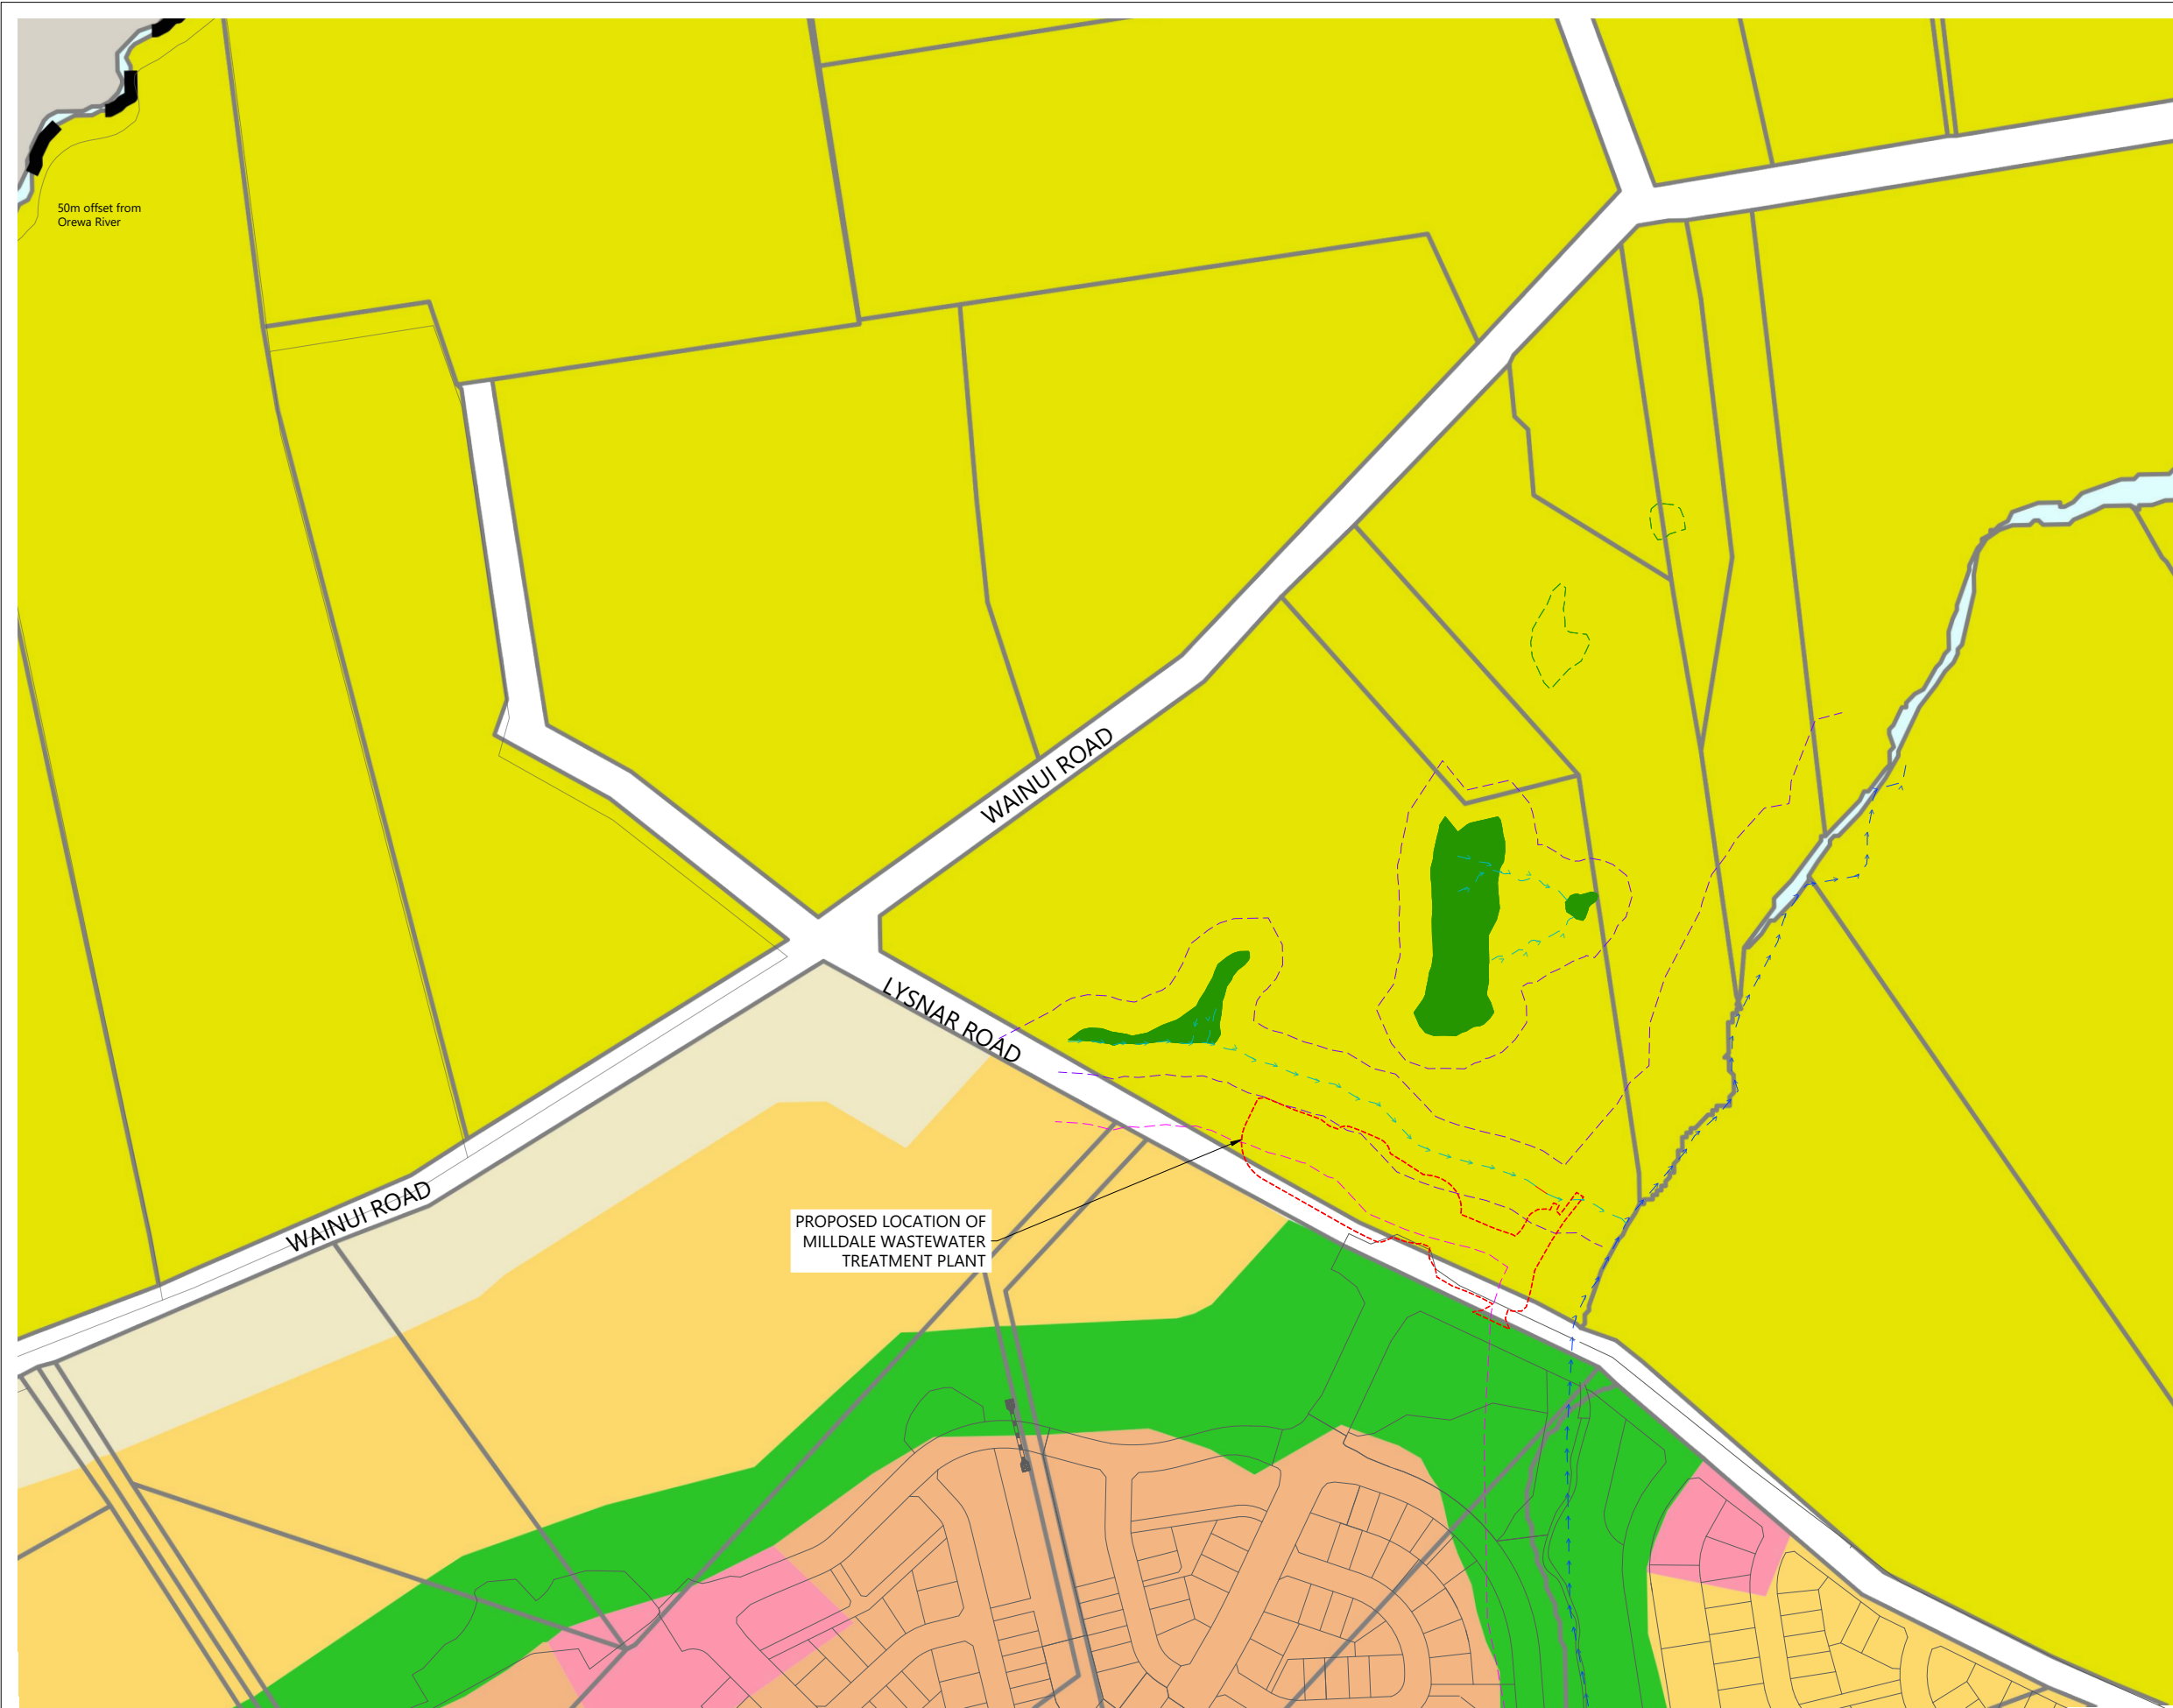 50m offset from
Orewa River
WAINUI ROAD
LYSNAR ROAD
WAINUI ROAD
PROPOSED LOCATION OF
MILLDALE WASTEWATER
TREATMENT PLANT